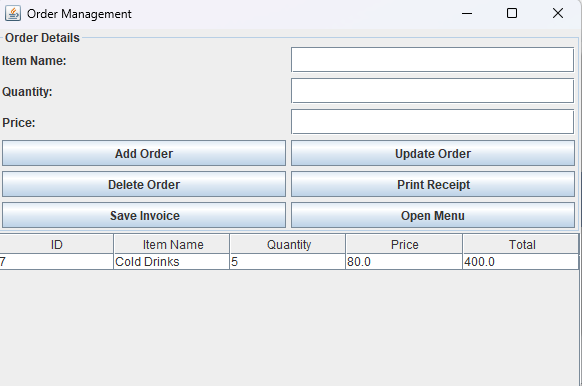 Order Management
Order Details
Item Name:
Quantity:
Price:
Add Order Update Order
Delete Order Print Receipt
Save Invoice Open Menu
ID Item Name Quantity Price Total
7 Cold Drinks 5 80.0 400.0